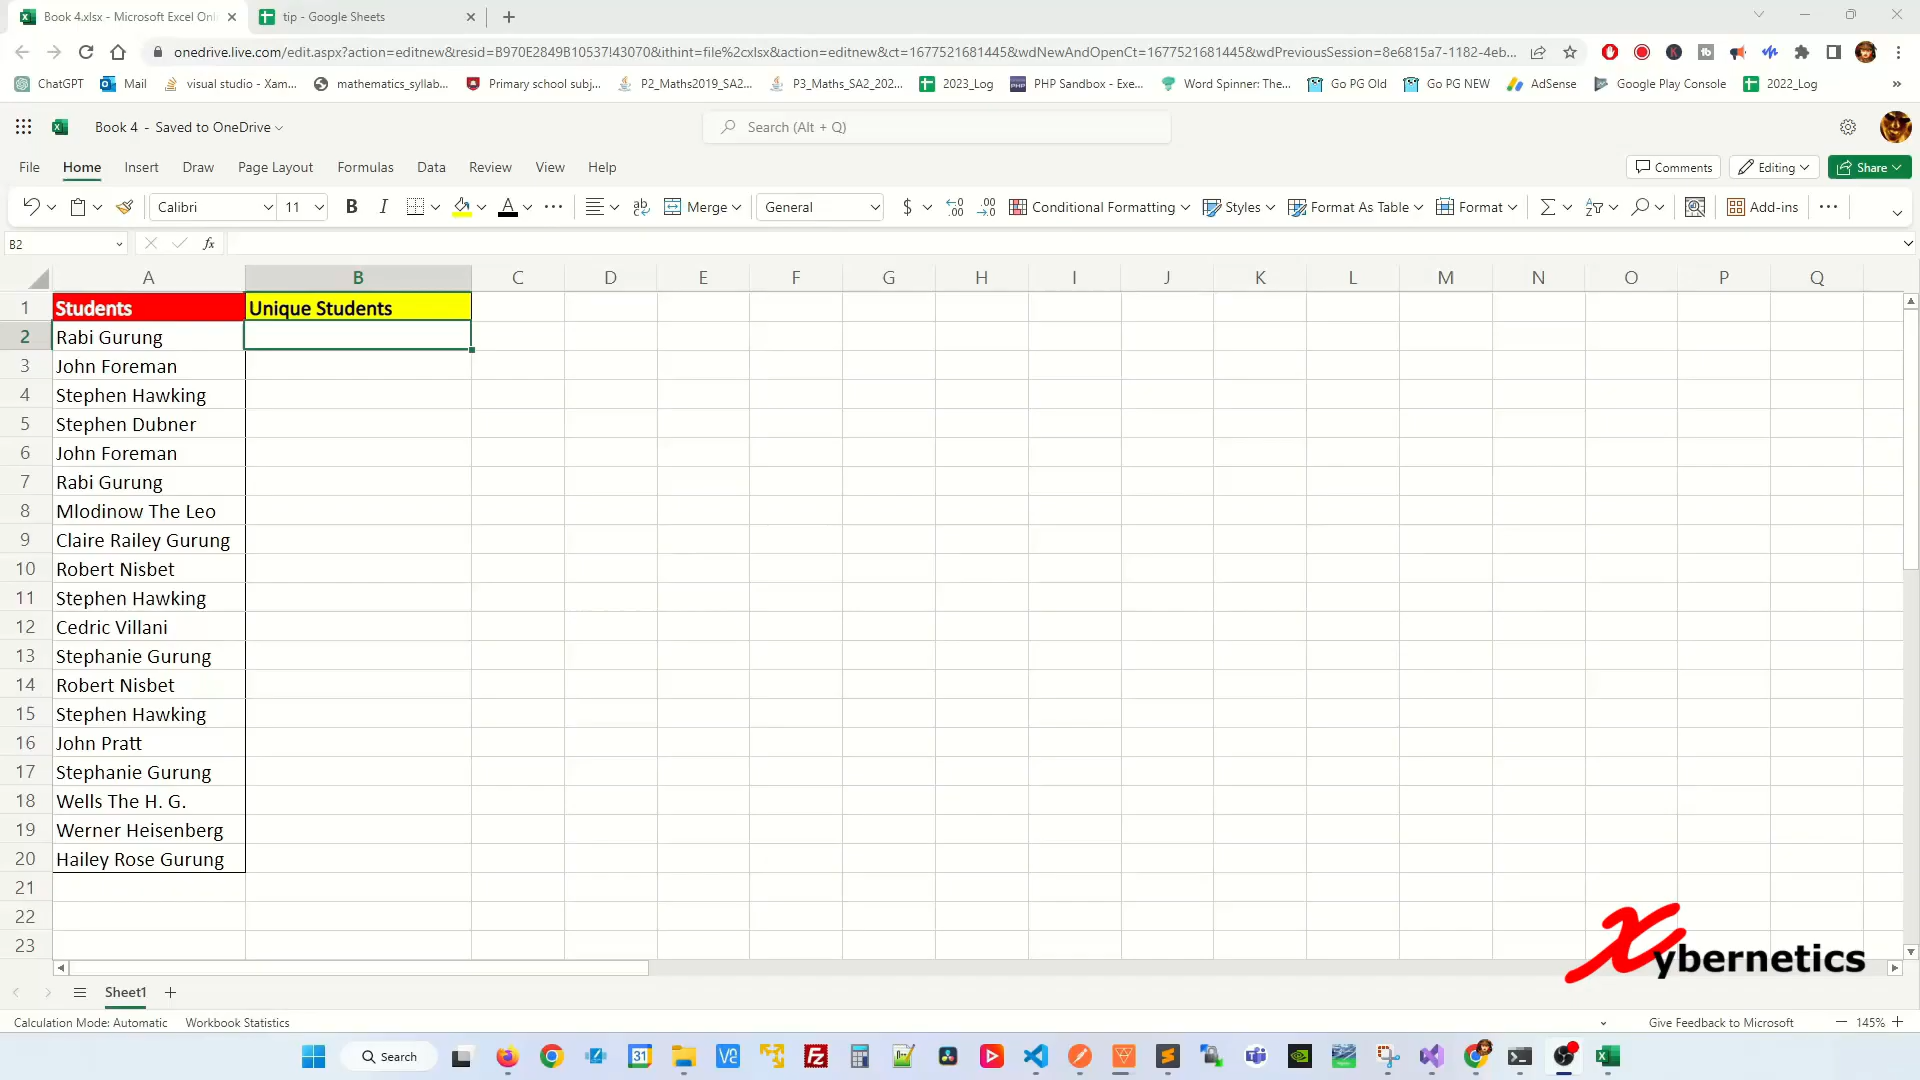 Book 4.xlsx - Microsoft Excel Onl
tip - Google Sheets
onedrive.live.com/edit.aspx?action=editnew&resid=B970E2849B10537!43070&ithint=file%2cxlsx&action=editnew&ct=1677521681445&wdNewAndOpenCt=1677521681445&wdPreviousSession=8e6815a7-1182-4eb...
ChatGPT Mail visual studio - Xam... mathematics_syllab... Primary school subj... P2_Maths2019_SA2... P3_Maths_SA2_202... 2023_Log PHP Sandbox - Exe... Word Spinner: The... Go PG Old Go PG NEW AdSense Google Play Console 2022_Log »
Book 4 - Saved to OneDrive
Search (Alt + Q)
File Home Insert Draw Page Layout Formulas Data Review View Help
Comments Editing Share
Calibri 11 B I A ab Merge General $ .00 .00 Conditional Formatting Styles Format As Table Format Σ Add-ins
B2 fx
A B C D E F G H I J K L M N O P Q
1 Students Unique Students
2 Rabi Gurung
3 John Foreman
4 Stephen Hawking
5 Stephen Dubner
6 John Foreman
7 Rabi Gurung
8 Mlodinow The Leo
9 Claire Railey Gurung
10 Robert Nisbet
11 Stephen Hawking
12 Cedric Villani
13 Stephanie Gurung
14 Robert Nisbet
15 Stephen Hawking
16 John Pratt
17 Stephanie Gurung
18 Wells The H. G.
19 Werner Heisenberg
20 Hailey Rose Gurung
21
22
23
Xybernetics
Sheet1
Calculation Mode: Automatic Workbook Statistics
Give Feedback to Microsoft 145%
Search
31